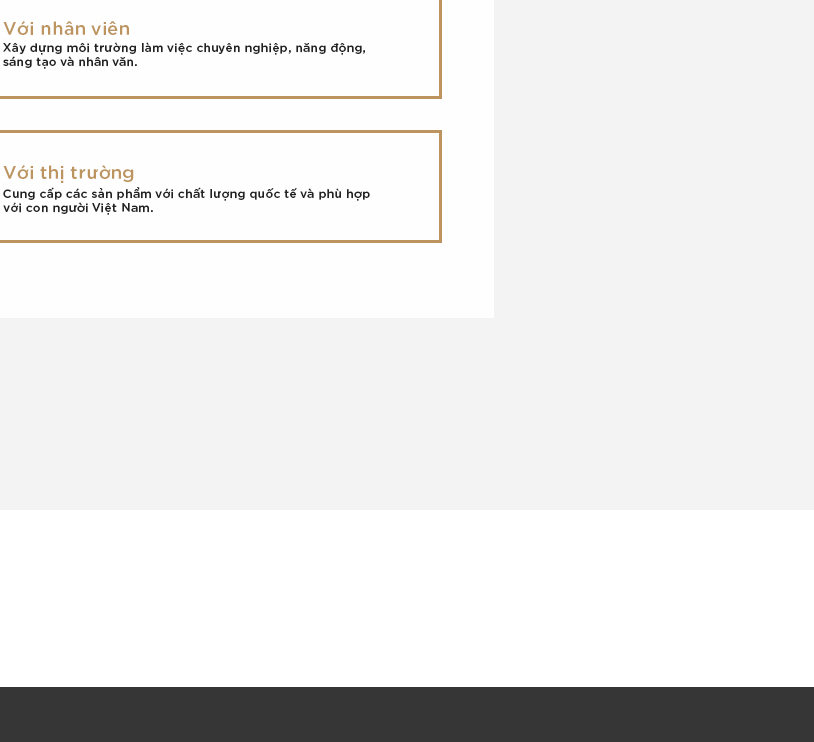 Với nhân viên
Xây dựng môi trường làm việc chuyên nghiệp, năng động,
sáng tạo và nhân văn.
Với thị trường
Cung cấp các sản phẩm với chất lượng quốc tế và phù hợp
với con người Việt Nam.